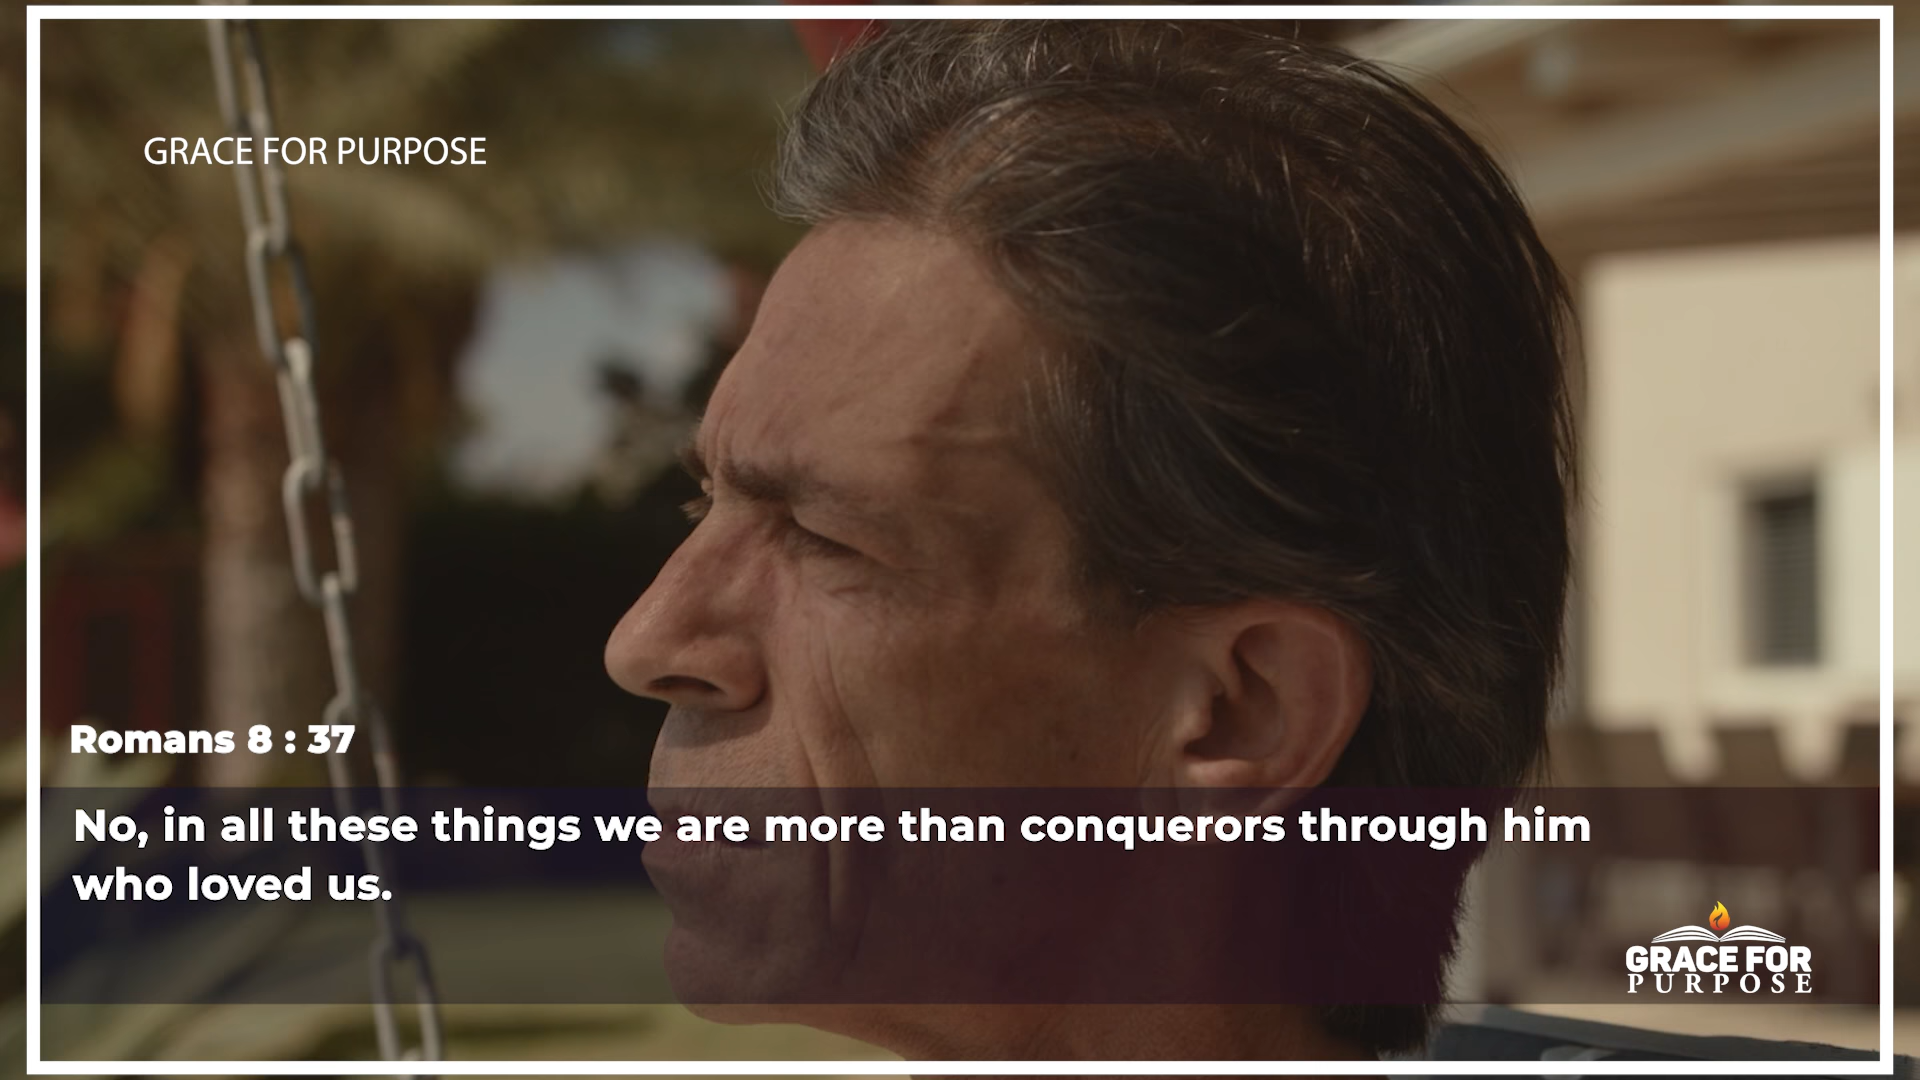 GRACE FOR PURPOSE
Romans 8 : 37
No, in all these things we are more than conquerors through him
who loved us.
GRACE FOR
PURPOSE